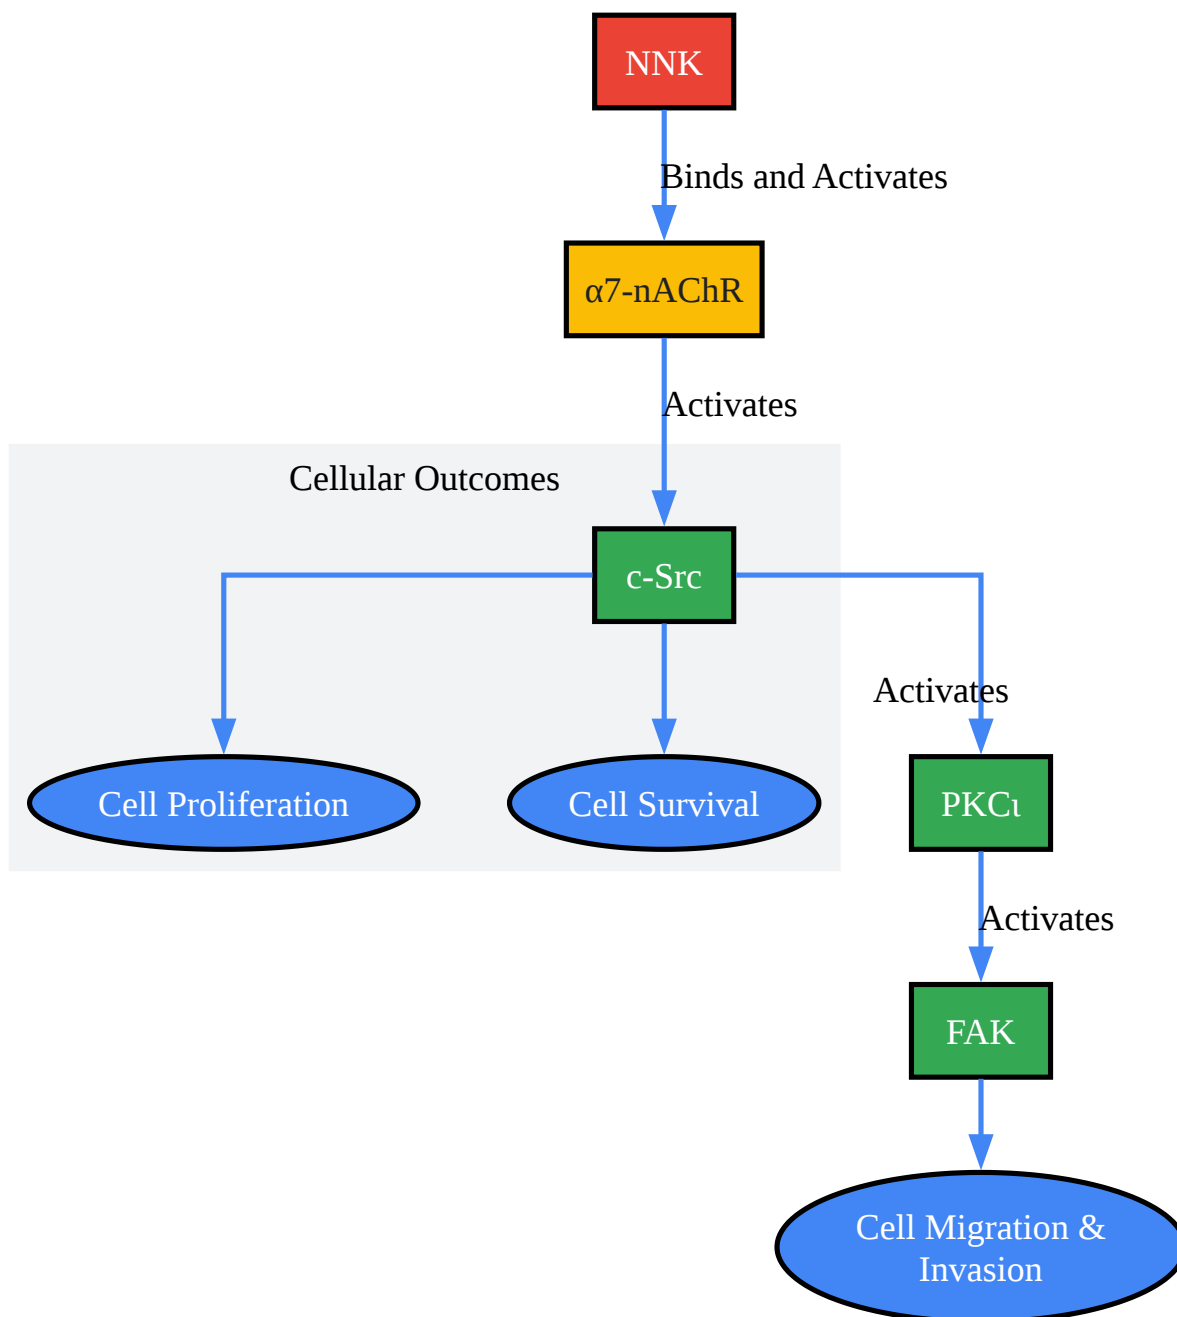 NNK
Binds and Activates
α7-nAChR
Activates
Cellular Outcomes
c-Src
Activates
Cell Proliferation
Cell Survival
PKCι
Activates
FAK
Cell Migration &
Invasion